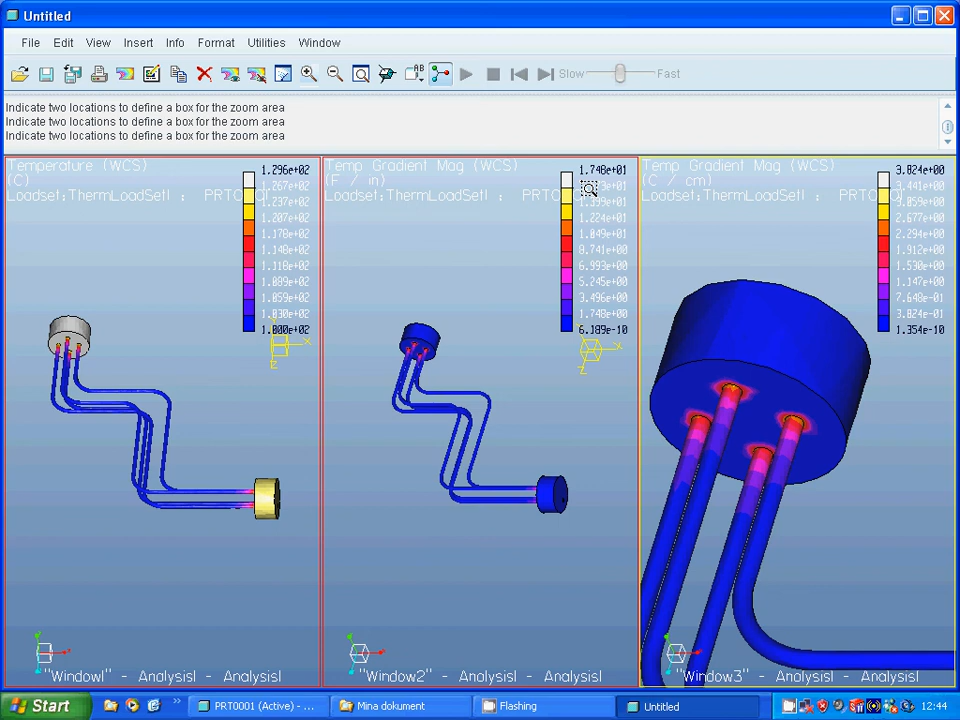 Untitled
File Edit View Insert Info Format Utilities Window
Slow Fast
Indicate two locations to define a box for the zoom area
Indicate two locations to define a box for the zoom area
Indicate two locations to define a box for the zoom area
Temperature (WCS)
(C)
Loadset:ThermLoadSet1 : PRT0
1.296e+02
1.267e+02
1.237e+02
1.207e+02
1.178e+02
1.148e+02
1.118e+02
1.089e+02
1.059e+02
1.030e+02
1.000e+02
X
Z
"Window1" - Analysis1 - Analysis1
Temp Gradient Mag (WCS)
(F / in)
Loadset:ThermLoadSet1 : PRT0
1.748e+01
1.399e+01
1.224e+01
1.049e+01
8.741e+00
6.993e+00
5.245e+00
3.496e+00
1.748e+00
6.189e-10
X
Z
"Window2" - Analysis1 - Analysis1
Temp Gradient Mag (WCS)
(C / cm)
Loadset:ThermLoadSet1 : PRT0
3.824e+00
3.441e+00
3.059e+00
2.677e+00
2.294e+00
1.912e+00
1.530e+00
1.147e+00
7.648e-01
3.824e-01
1.354e-10
"Window3" - Analysis1 - Analysis1
Start
PRT0001 (Active) - ...
Mina dokument
Flashing
Untitled
12:44